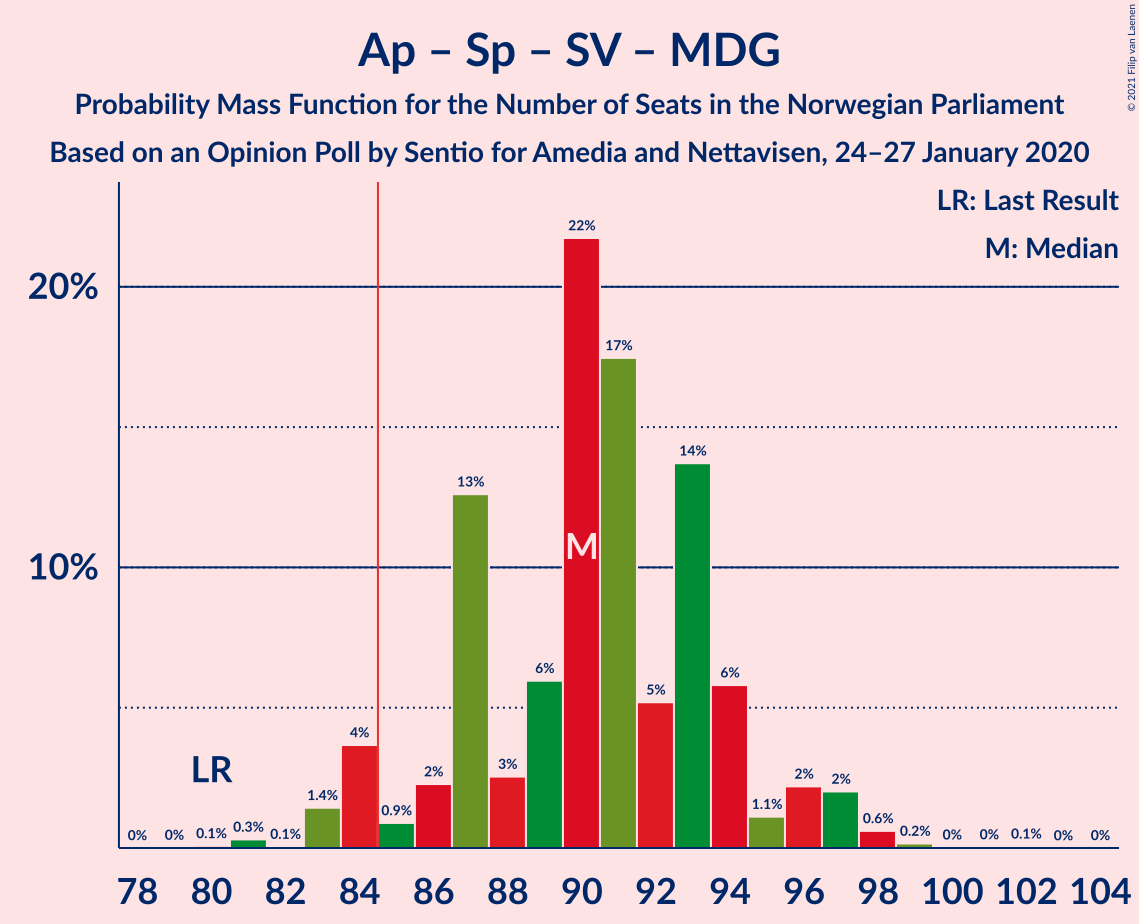 © 2021 Filip van Laenen
Ap – Sp – SV – MDG
Probability Mass Function for the Number of Seats in the Norwegian Parliament
Based on an Opinion Poll by Sentio for Amedia and Nettavisen, 24–27 January 2020
LR: Last Result
M: Median
20%
10%
0% 0% 0.1% 0.3% 0.1% 1.4% 4% 0.9% 2% 13% 3% 6% 22% 17% 5% 14% 6% 1.1% 2% 2% 0.6% 0.2% 0% 0% 0.1% 0% 0%
LR
M
78 80 82 84 86 88 90 92 94 96 98 100 102 104